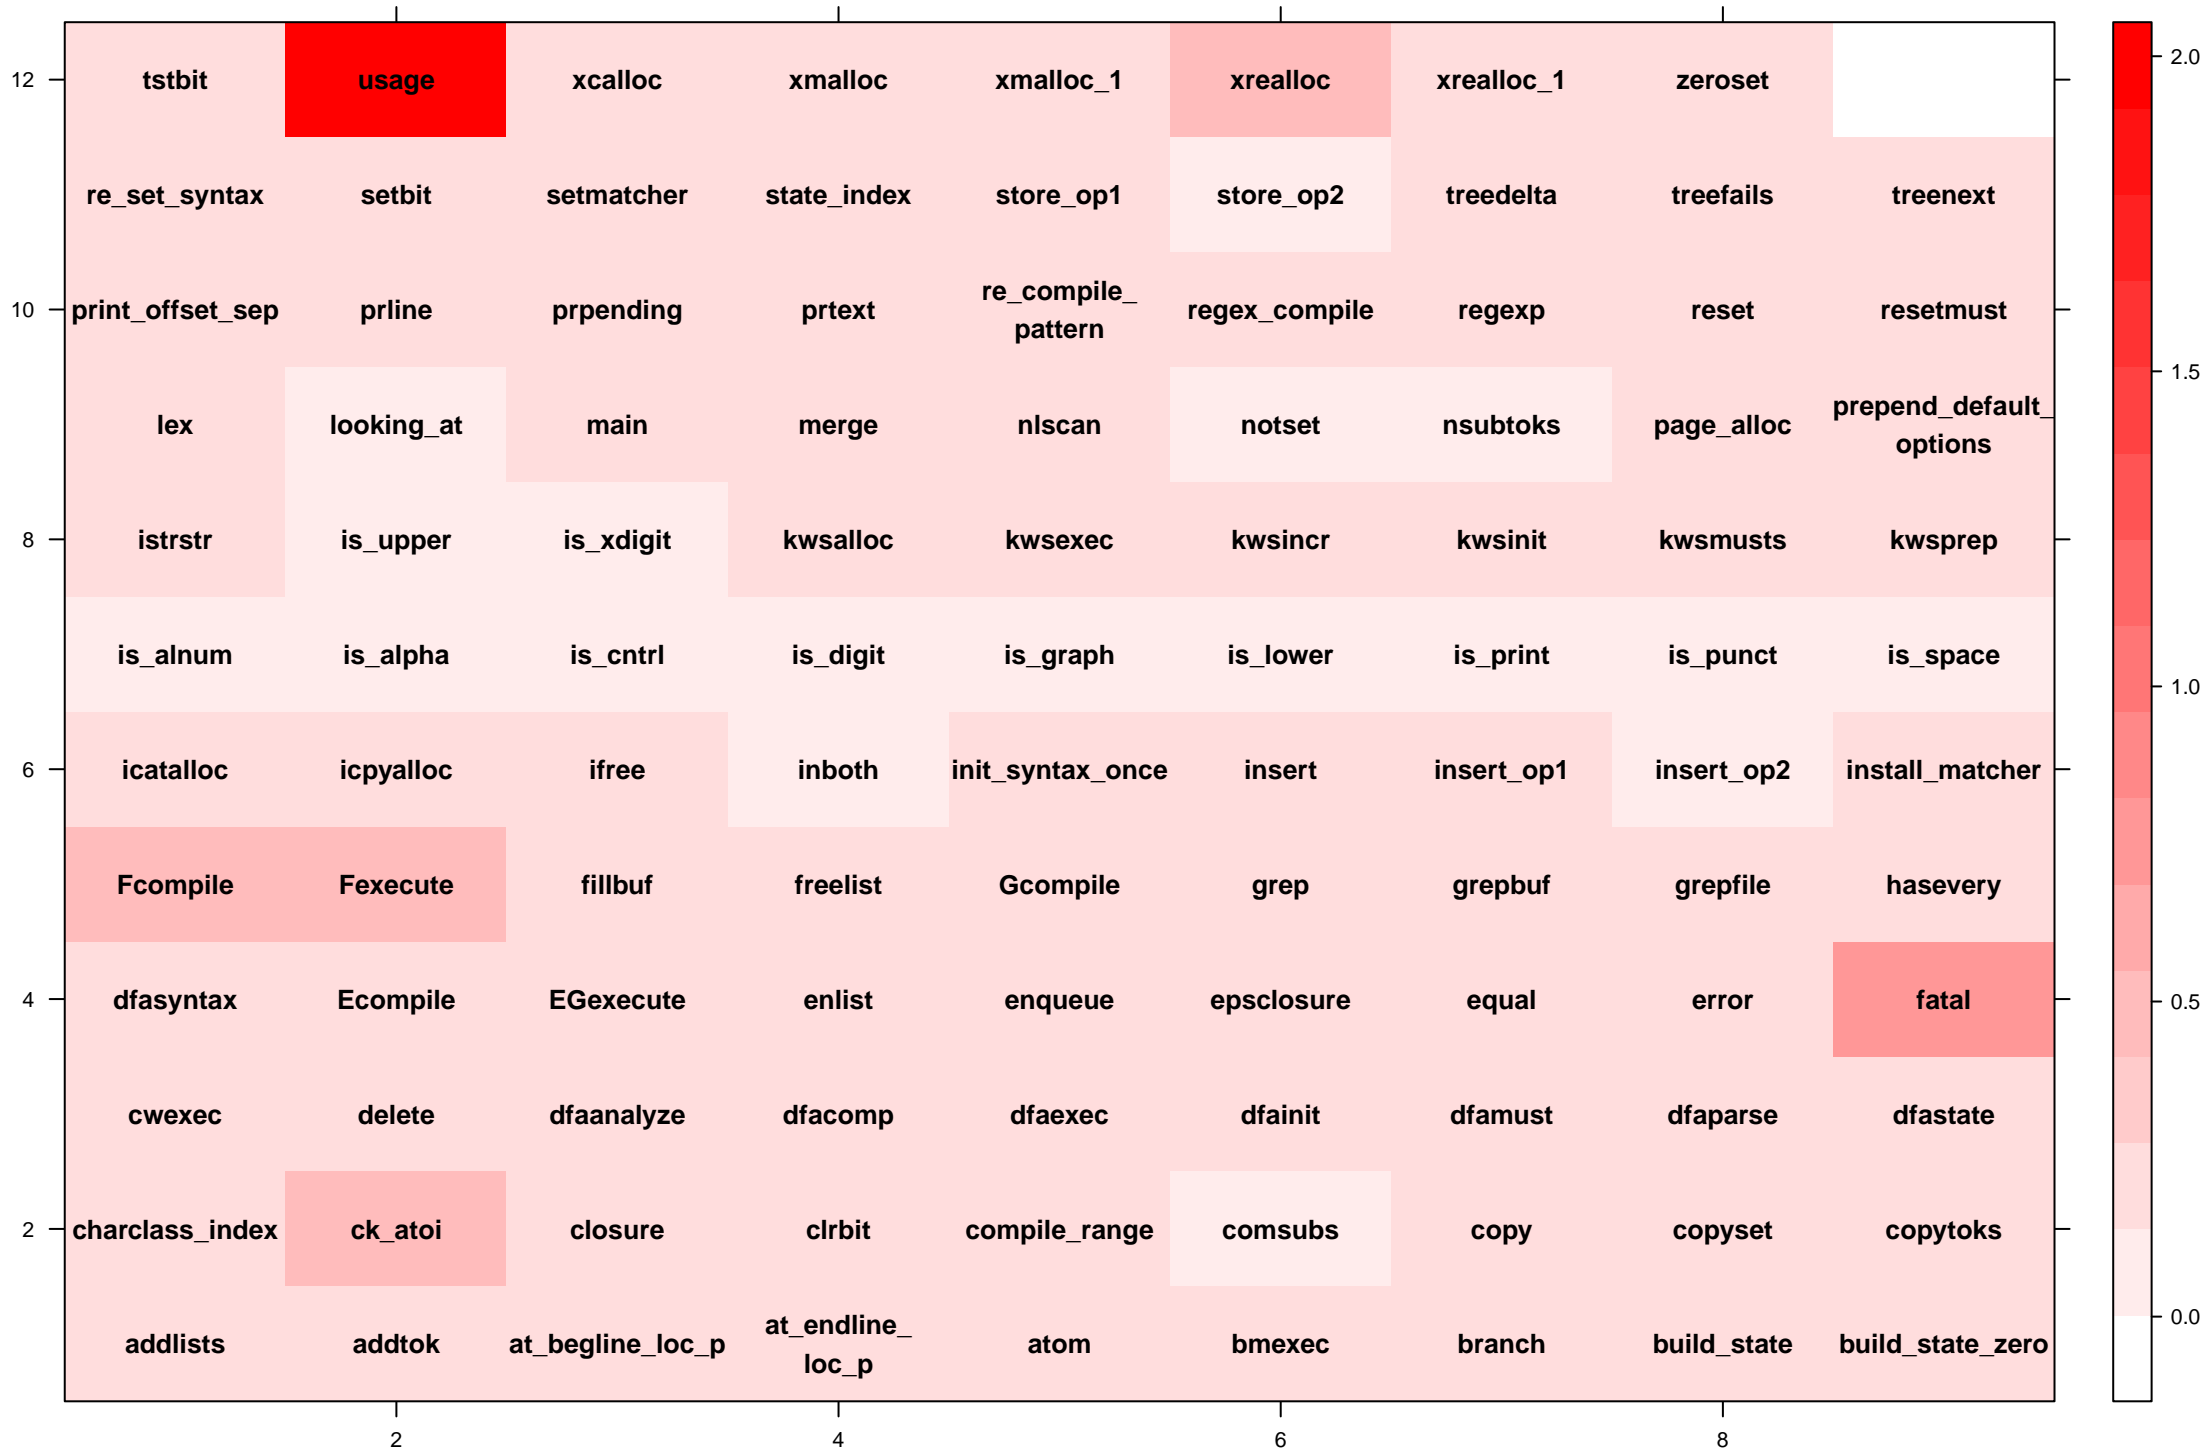 12 tstbit usage xcalloc xmalloc xmalloc_1 xrealloc xrealloc_1 zeroset 2.0
re_set_syntax setbit setmatcher state_index store_op1 store_op2 treedelta treefails treenext
10 print_offset_sep prline prpending prtext re_compile_ regex_compile regexp reset resetmust
pattern
1.5
lex looking_at main merge nlscan notset nsubtoks page_alloc prepend_default_
options
8 istrstr is_upper is_xdigit kwsalloc kwsexec kwsincr kwsinit kwsmusts kwsprep
is_alnum is_alpha is_cntrl is_digit is_graph is_lower is_print is_punct is_space
1.0
6 icatalloc icpyalloc ifree inboth init_syntax_once insert insert_op1 insert_op2 install_matcher
Fcompile Fexecute fillbuf freelist Gcompile grep grepbuf grepfile hasevery
4 dfasyntax Ecompile EGexecute enlist enqueue epsclosure equal error fatal 0.5
cwexec delete dfaanalyze dfacomp dfaexec dfainit dfamust dfaparse dfastate
2 charclass_index ck_atoi closure clrbit compile_range comsubs copy copyset copytoks
0.0
addlists addtok at_begline_loc_p at_endline_ atom bmexec branch build_state build_state_zero
loc_p
2 4 6 8